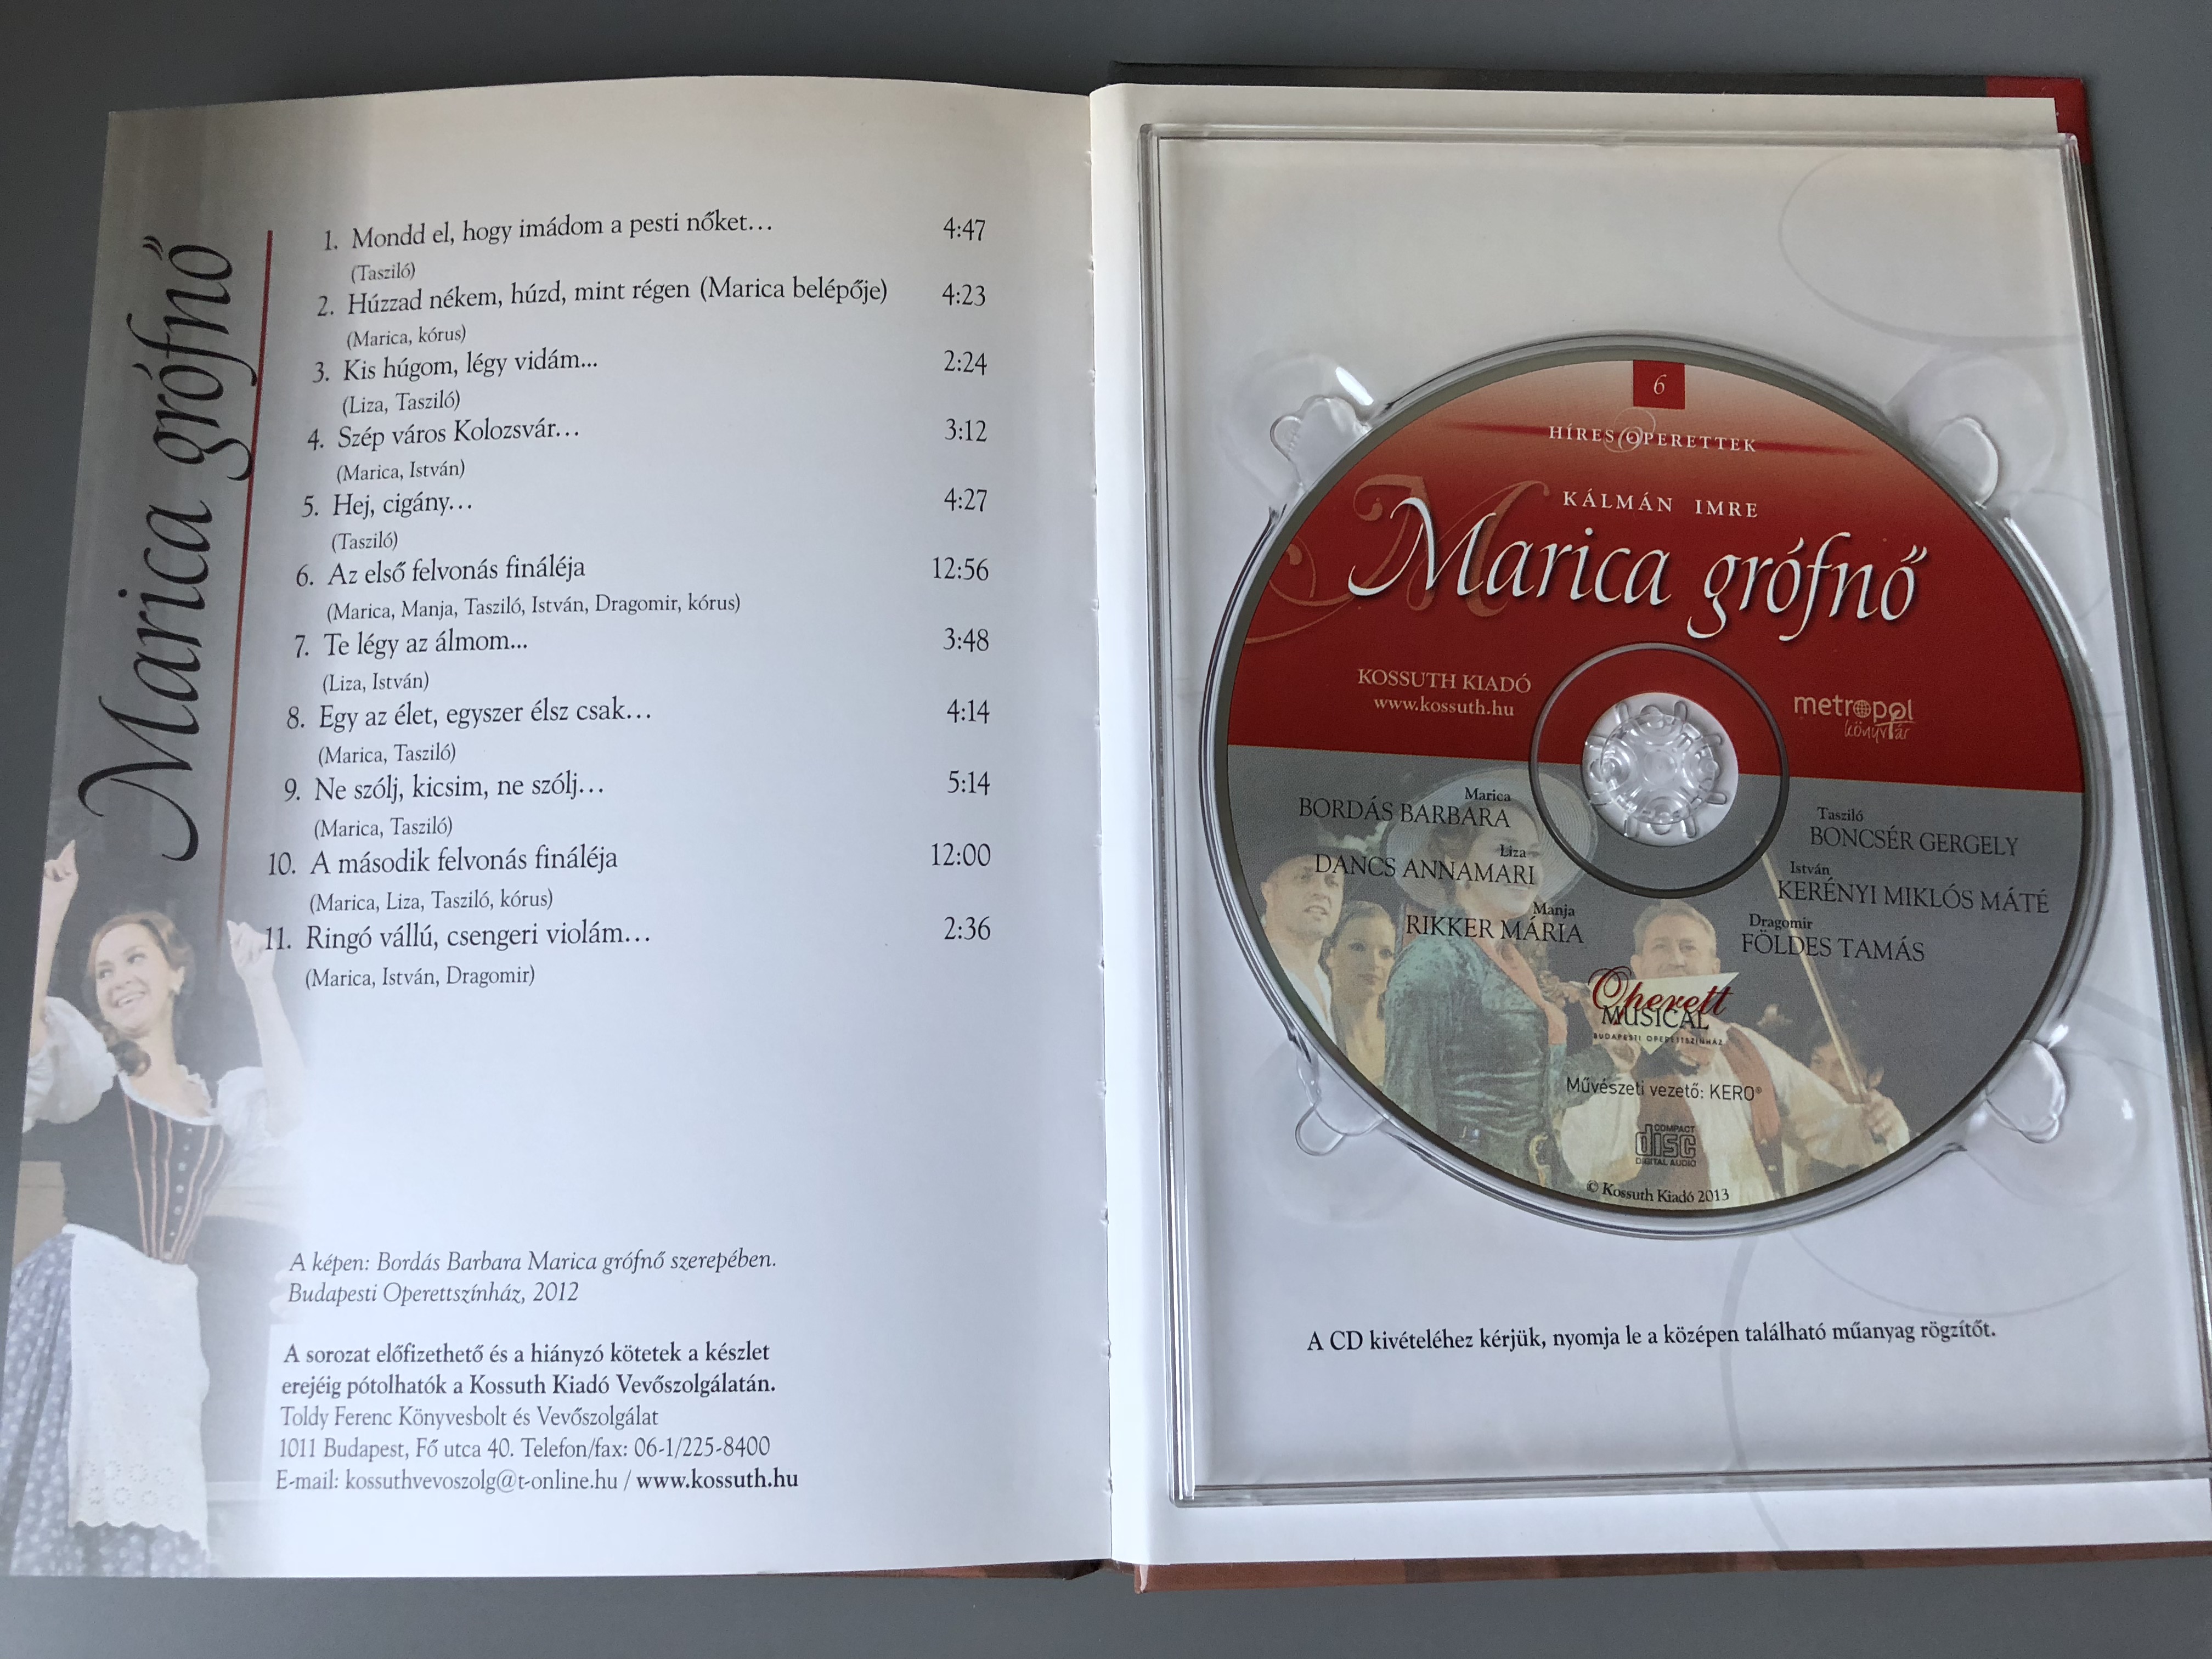 Marica grófnő
1. Mondd el, hogy imádom a pesti nőket… 4:47
(Tasziló)
2. Húzzad nékem, húzd, mint régen (Marica belépője) 4:23
(Marica, kórus)
3. Kis húgom, légy vidám... 2:24
(Liza, Tasziló)
4. Szép város Kolozsvár… 3:12
(Marica, István)
5. Hej, cigány… 4:27
(Tasziló)
6. Az első felvonás fináléja 12:56
(Marica, Manja, Tasziló, István, Dragomir, kórus)
7. Te légy az álmom... 3:48
(Liza, István)
8. Egy az élet, egyszer élsz csak… 4:14
(Marica, Tasziló)
9. Ne szólj, kicsim, ne szólj… 5:14
(Marica, Tasziló)
10. A második felvonás fináléja 12:00
(Marica, Liza, Tasziló, kórus)
11. Ringó vállú, csengeri violám… 2:36
(Marica, István, Dragomir)
A képen: Bordás Barbara Marica grófnő szerepében.
Budapesti Operettszínház, 2012
A sorozat előfizethető és a hiányzó kötetek a készlet
erejéig pótolhatók a Kossuth Kiadó Vevőszolgálatán.
Toldy Ferenc Könyvesbolt és Vevőszolgálat
1011 Budapest, Fő utca 40. Telefon/fax: 06-1/225-8400
E-mail: kossuthvevoszolg@t-online.hu / www.kossuth.hu
6
HÍRES OPERETTEK
KÁLMÁN IMRE
Marica grófnő
KOSSUTH KIADÓ
www.kossuth.hu
metropol
könyvtár
Marica
BORDÁS BARBARA
Liza
DANCS ANNAMARI
Manja
RIKKER MÁRIA
Tasziló
BONCSÉR GERGELY
István
KERÉNYI MIKLÓS MÁTÉ
Dragomir
FÖLDES TAMÁS
Operett
MUSICAL
BUDAPESTI OPERETTSZÍNHÁZ
Művészeti vezető: KERO®
COMPACT
disc
DIGITAL AUDIO
© Kossuth Kiadó 2013
A CD kivételéhez kérjük, nyomja le a középen található műanyag rögzítőt.